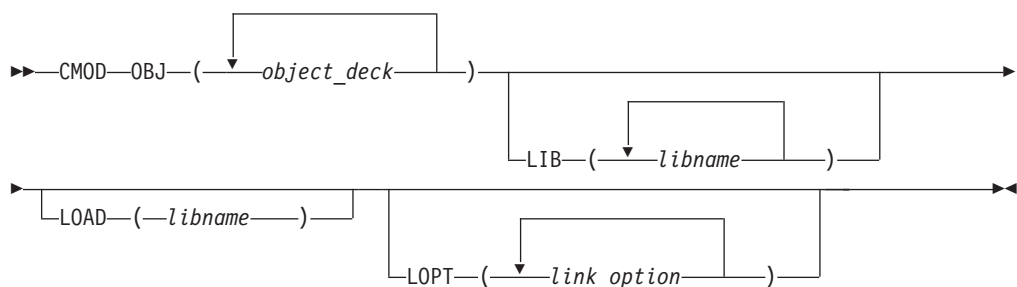 CMOD OBJ ( object_deck )
LIB ( libname )
LOAD ( libname )
LOPT ( link option )